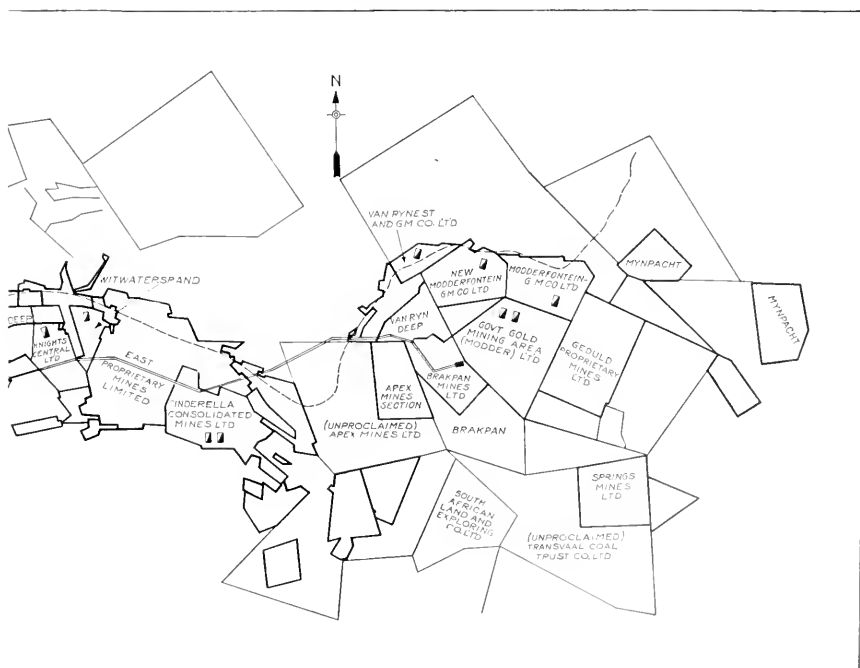 N
VAN RYN EST
AND G M CO. LTD
MYNPACHT
NEW
MODDERFONTEIN
GM CO LTD
MODDERFONTEIN-
G M CO LTD
WITWATERSRAND
MYNPACHT
DEEP
KNIGHTS
CENTRAL
LTD
VAN RYN
DEEP
GOVT GOLD
MINING AREA
(MODDER) LTD
GEDULD
PROPRIETARY
MINES
LTD
EAST
PROPRIETARY
MINES
LIMITED
APEX
MINES
SECTION
BRAKPAN
MINES
LTD
CINDERELLA
CONSOLIDATED
MINES LTD
(UNPROCLAIMED)
APEX MINES LTD
BRAKPAN
SPRINGS
MINES
LTD
SOUTH
AFRICAN
LAND AND
EXPLORING
CO. LTD
(UNPROCLAIMED)
TRANSVAAL COAL
TRUST CO. LTD